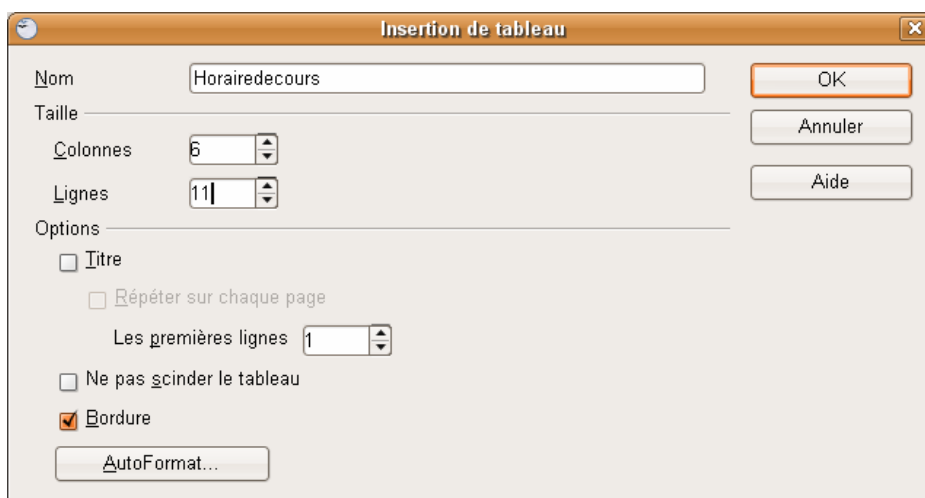 Insertion de tableau
Nom
Horairedecours
OK
Taille
Annuler
Colonnes
6
Lignes
11
Aide
Options
Titre
Répéter sur chaque page
Les premières lignes
1
Ne pas scinder le tableau
Bordure
AutoFormat...